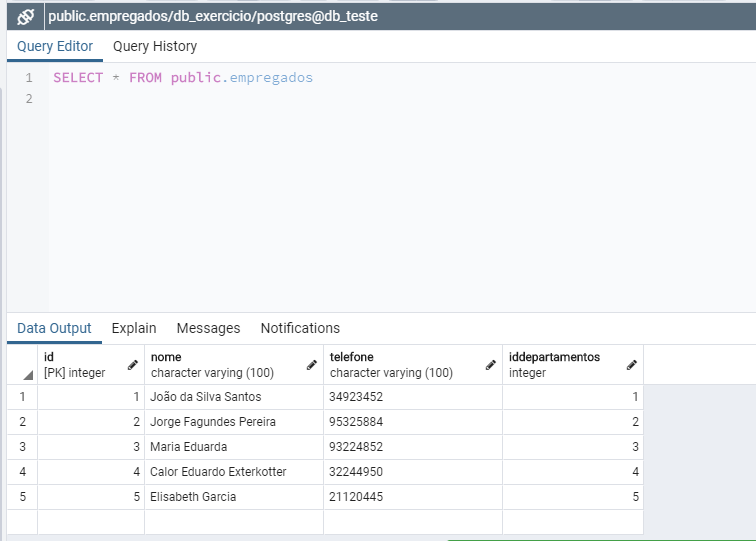 public.empregados/db_exercicio/postgres@db_teste
Query Editor Query History
1 SELECT * FROM public.empregados
2
Data Output Explain Messages Notifications
id nome telefone iddepartamentos
[PK] integer character varying (100) character varying (100) integer
1 1 João da Silva Santos 34923452 1
2 2 Jorge Fagundes Pereira 95325884 2
3 3 Maria Eduarda 93224852 3
4 4 Calor Eduardo Exterkotter 32244950 4
5 5 Elisabeth Garcia 21120445 5